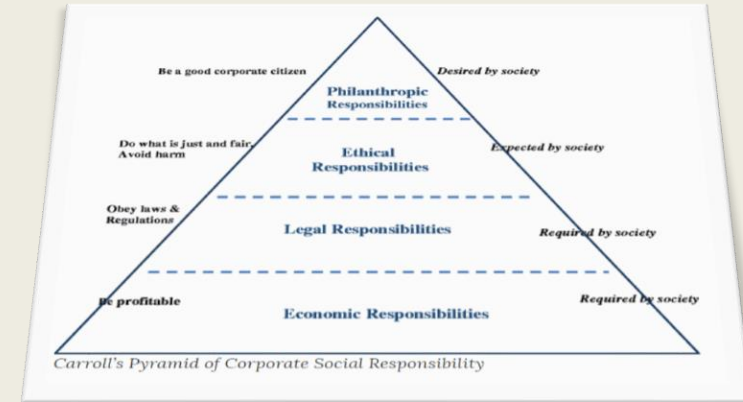 Be a good corporate citizen
Desired by society
Philanthropic
Responsibilities
Do what is just and fair,
Avoid harm
Ethical
Responsibilities
Expected by society
Obey laws &
Regulations
Legal Responsibilities
Required by society
Be profitable
Economic Responsibilities
Required by society
Carroll's Pyramid of Corporate Social Responsibility